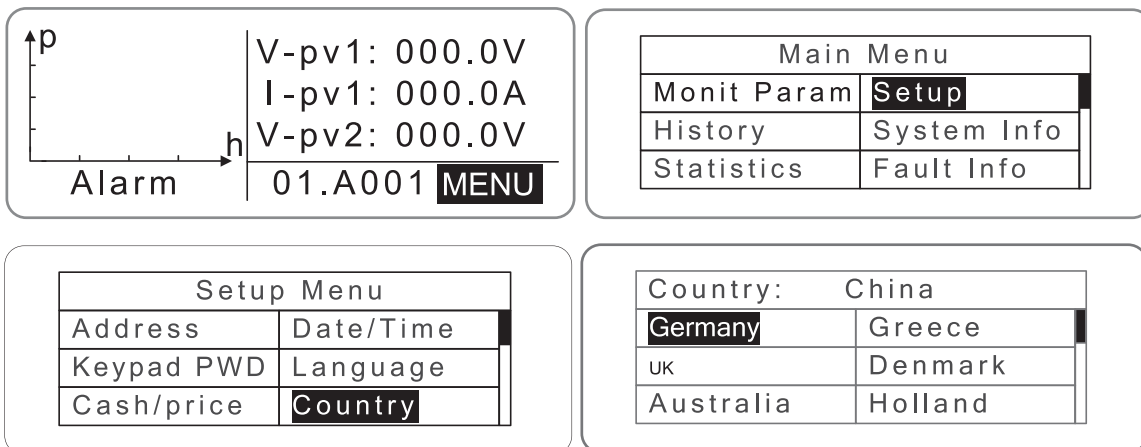 p
V-pv1: 000.0V
I-pv1: 000.0A
V-pv2: 000.0V
h
Alarm 01.A001 MENU
Main Menu
Monit Param Setup
History System Info
Statistics Fault Info
Setup Menu
Address Date/Time
Keypad PWD Language
Cash/price Country
Country: China
Germany Greece
UK Denmark
Australia Holland